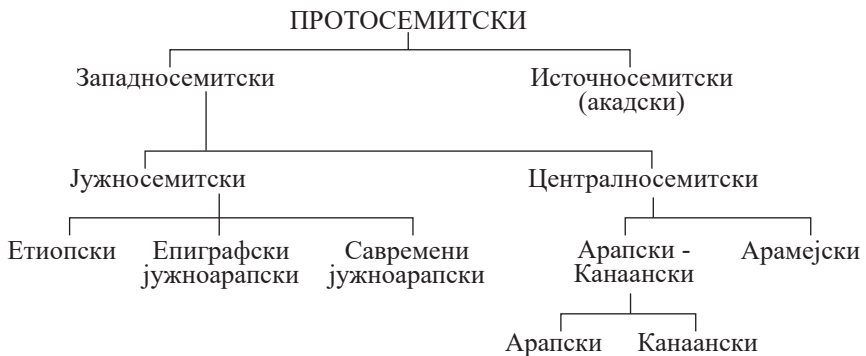 ПРОТОСЕМИТСКИ
Западносемитски
Источносемитски
(акадски)
Јужносемитски
Централносемитски
Етиопски
Епиграфски
јужноарапски
Савремени
јужноарапски
Арапски -
Канаански
Арамејски
Арапски
Канаански